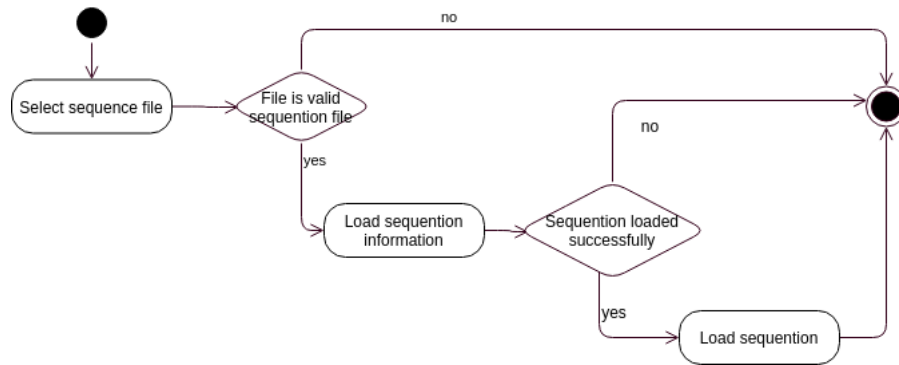 no
Select sequence file
File is valid
sequention file
no
yes
Load sequention
information
Sequention loaded
successfully
yes
Load sequention